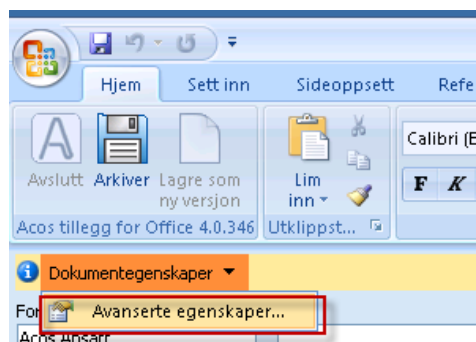 Hjem Sett inn Sideoppsett Refe
Avslutt Arkiver Lagre som ny versjon
Lim inn
Calibri (E
F K
Acos tillegg for Office 4.0.346 Utklippst...
Dokumentegenskaper
For
Avanserte egenskaper...
Acos Ansatt